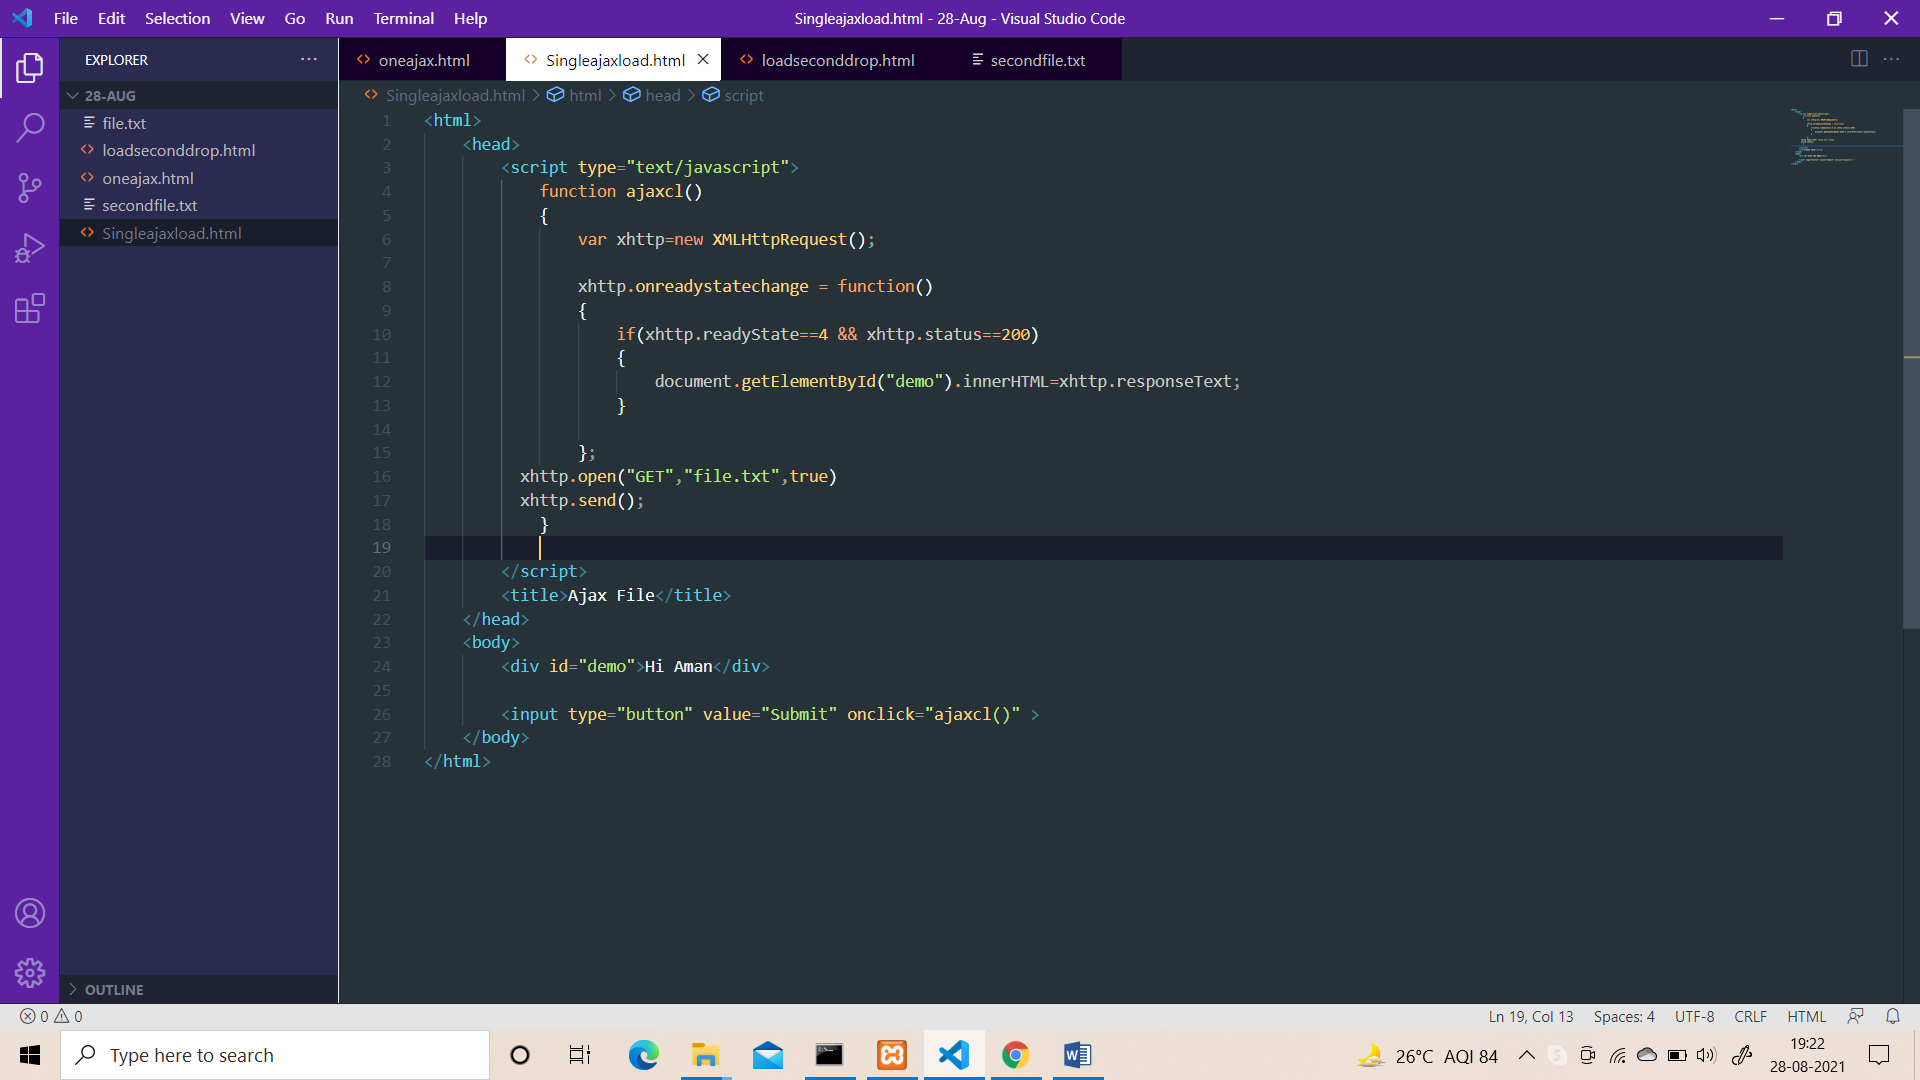 File Edit Selection View Go Run Terminal Help
Singleajaxload.html - 28-Aug - Visual Studio Code
EXPLORER
28-AUG
file.txt
loadseconddrop.html
oneajax.html
secondfile.txt
Singleajaxload.html
OUTLINE
oneajax.html Singleajaxload.html loadseconddrop.html secondfile.txt
Singleajaxload.html > html > head > script
1 <html>
2 <head>
3 <script type="text/javascript">
4 function ajaxcl()
5 {
6 var xhttp=new XMLHttpRequest();
7
8 xhttp.onreadystatechange = function()
9 {
10 if(xhttp.readyState==4 && xhttp.status==200)
11 {
12 document.getElementById("demo").innerHTML=xhttp.responseText;
13 }
14
15 };
16 xhttp.open("GET","file.txt",true)
17 xhttp.send();
18 }
19
20 </script>
21 <title>Ajax File</title>
22 </head>
23 <body>
24 <div id="demo">Hi Aman</div>
25
26 <input type="button" value="Submit" onclick="ajaxcl()" >
27 </body>
28 </html>
0 0
Ln 19, Col 13 Spaces: 4 UTF-8 CRLF HTML
Type here to search
26°C AQI 84
19:22
28-08-2021